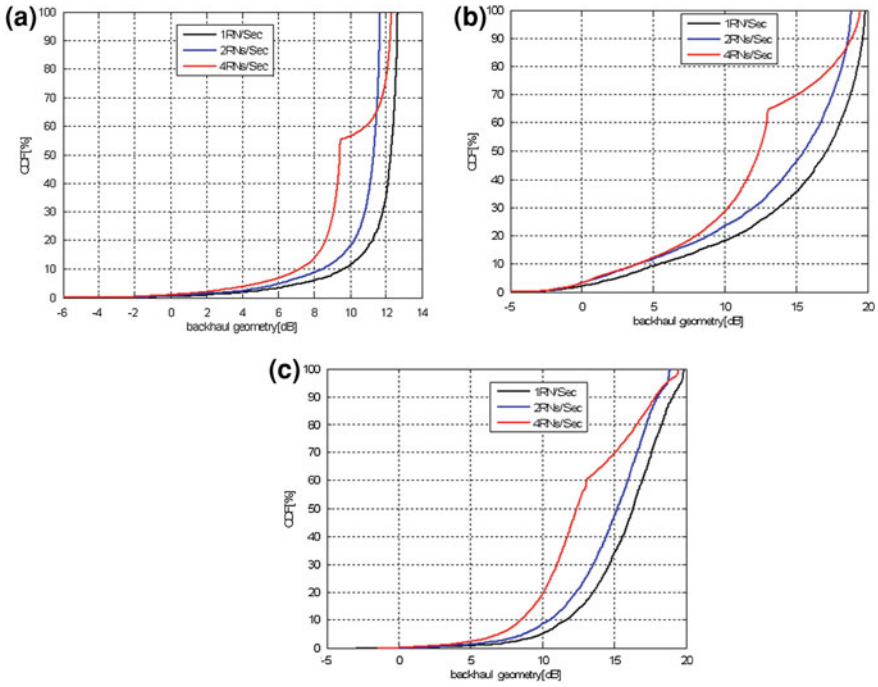 (a)
100
90
80
70
60
50
40
30
20
10
0
CDF[%]
1RN/Sec
2RNs/Sec
4RNs/Sec
-6 -4 -2 0 2 4 6 8 10 12 14
backhaul geometry[dB]
(b)
100
90
80
70
60
50
40
30
20
10
0
CDF[%]
1RN/Sec
2RNs/Sec
4RNs/Sec
-5 0 5 10 15 20
backhaul geometry[dB]
(c)
100
90
80
70
60
50
40
30
20
10
0
CDF[%]
1RN/Sec
2RNs/Sec
4RNs/Sec
-5 0 5 10 15 20
backhaul geometry[dB]